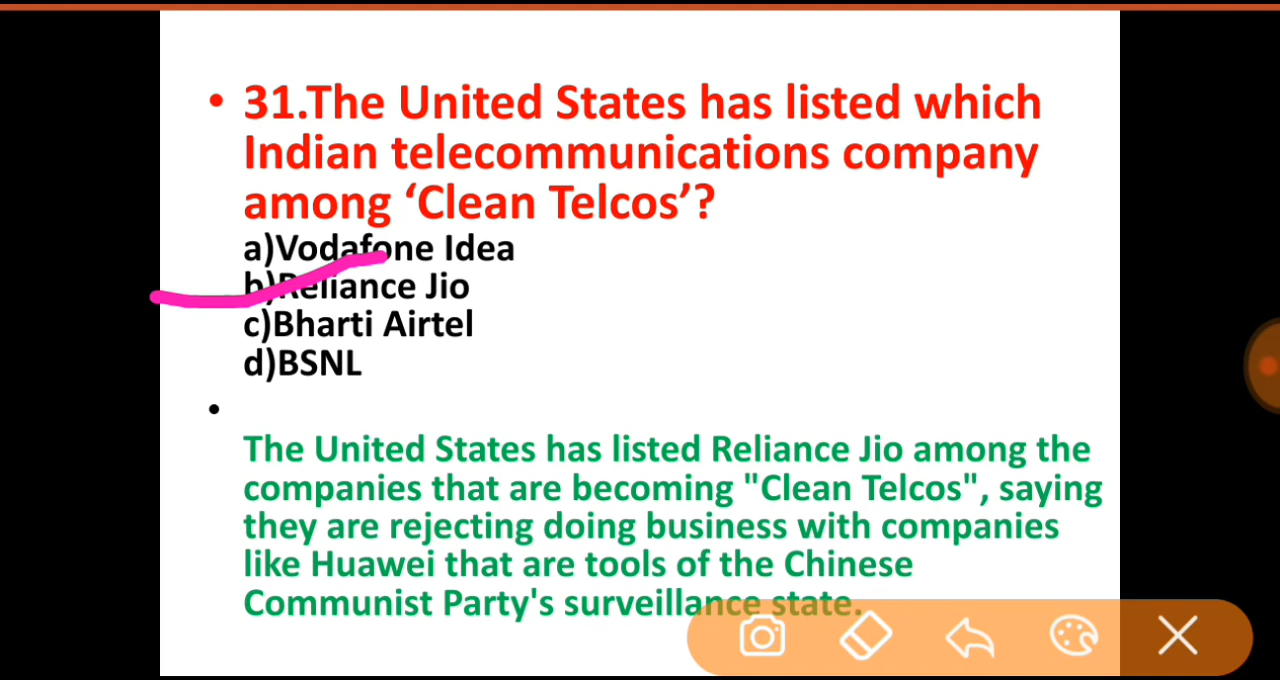 • 31.The United States has listed which
Indian telecommunications company
among ‘Clean Telcos’?
a)Vodafone Idea
b)Reliance Jio
c)Bharti Airtel
d)BSNL
•
The United States has listed Reliance Jio among the
companies that are becoming "Clean Telcos", saying
they are rejecting doing business with companies
like Huawei that are tools of the Chinese
Communist Party's surveillance state.